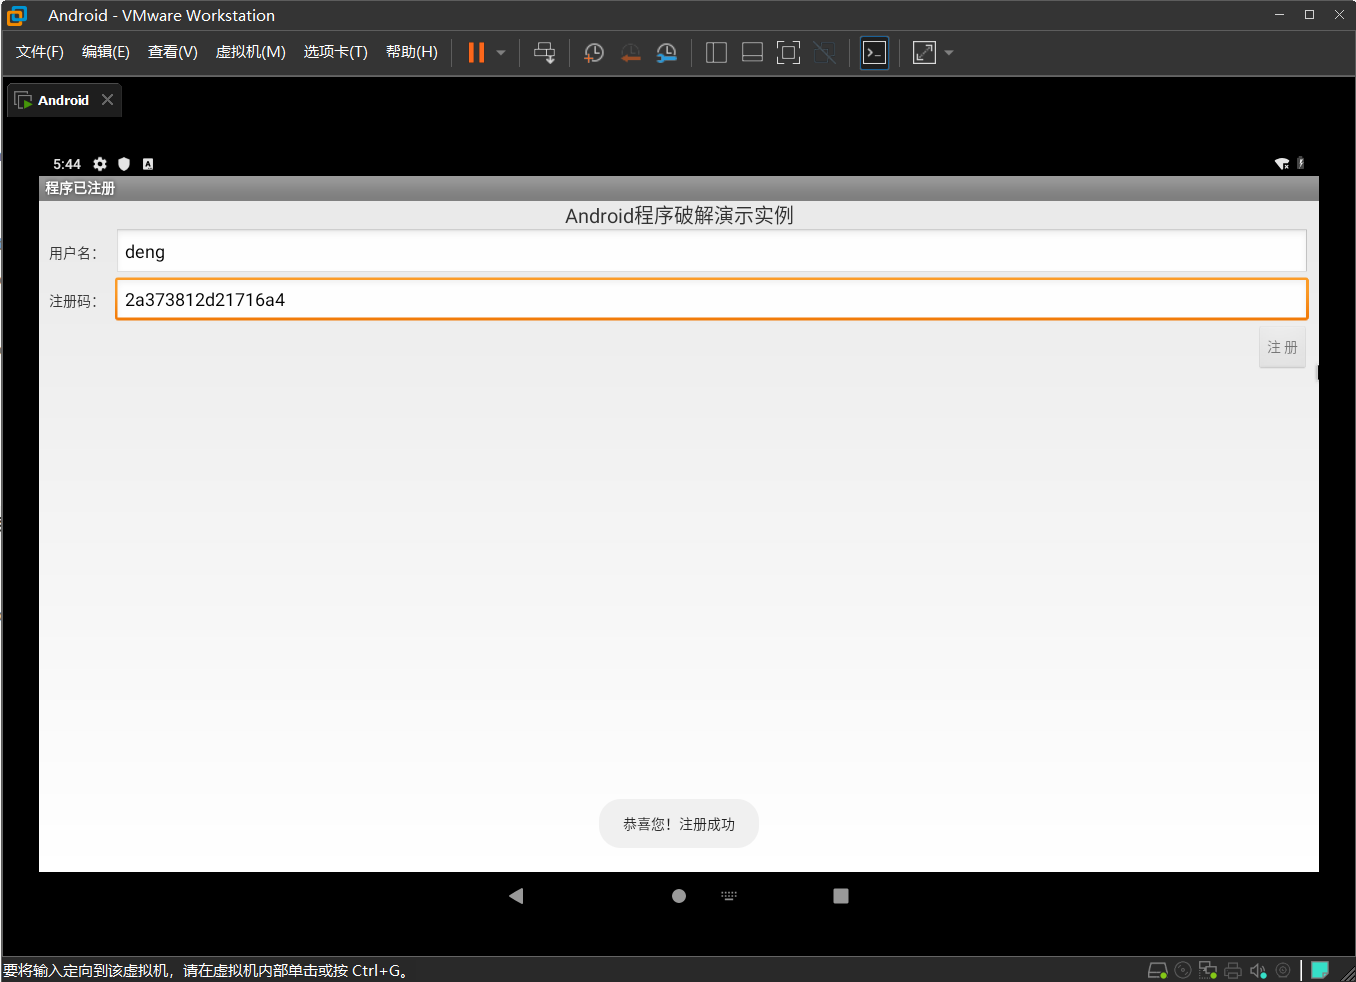 Android - VMware Workstation
文件(F) 编辑(E) 查看(V) 虚拟机(M) 选项卡(T) 帮助(H)
Android
5:44
程序已注册
Android程序破解演示实例
用户名： deng
注册码： 2a373812d21716a4
注 册
恭喜您！注册成功
要将输入定向到该虚拟机，请在虚拟机内部单击或按 Ctrl+G。